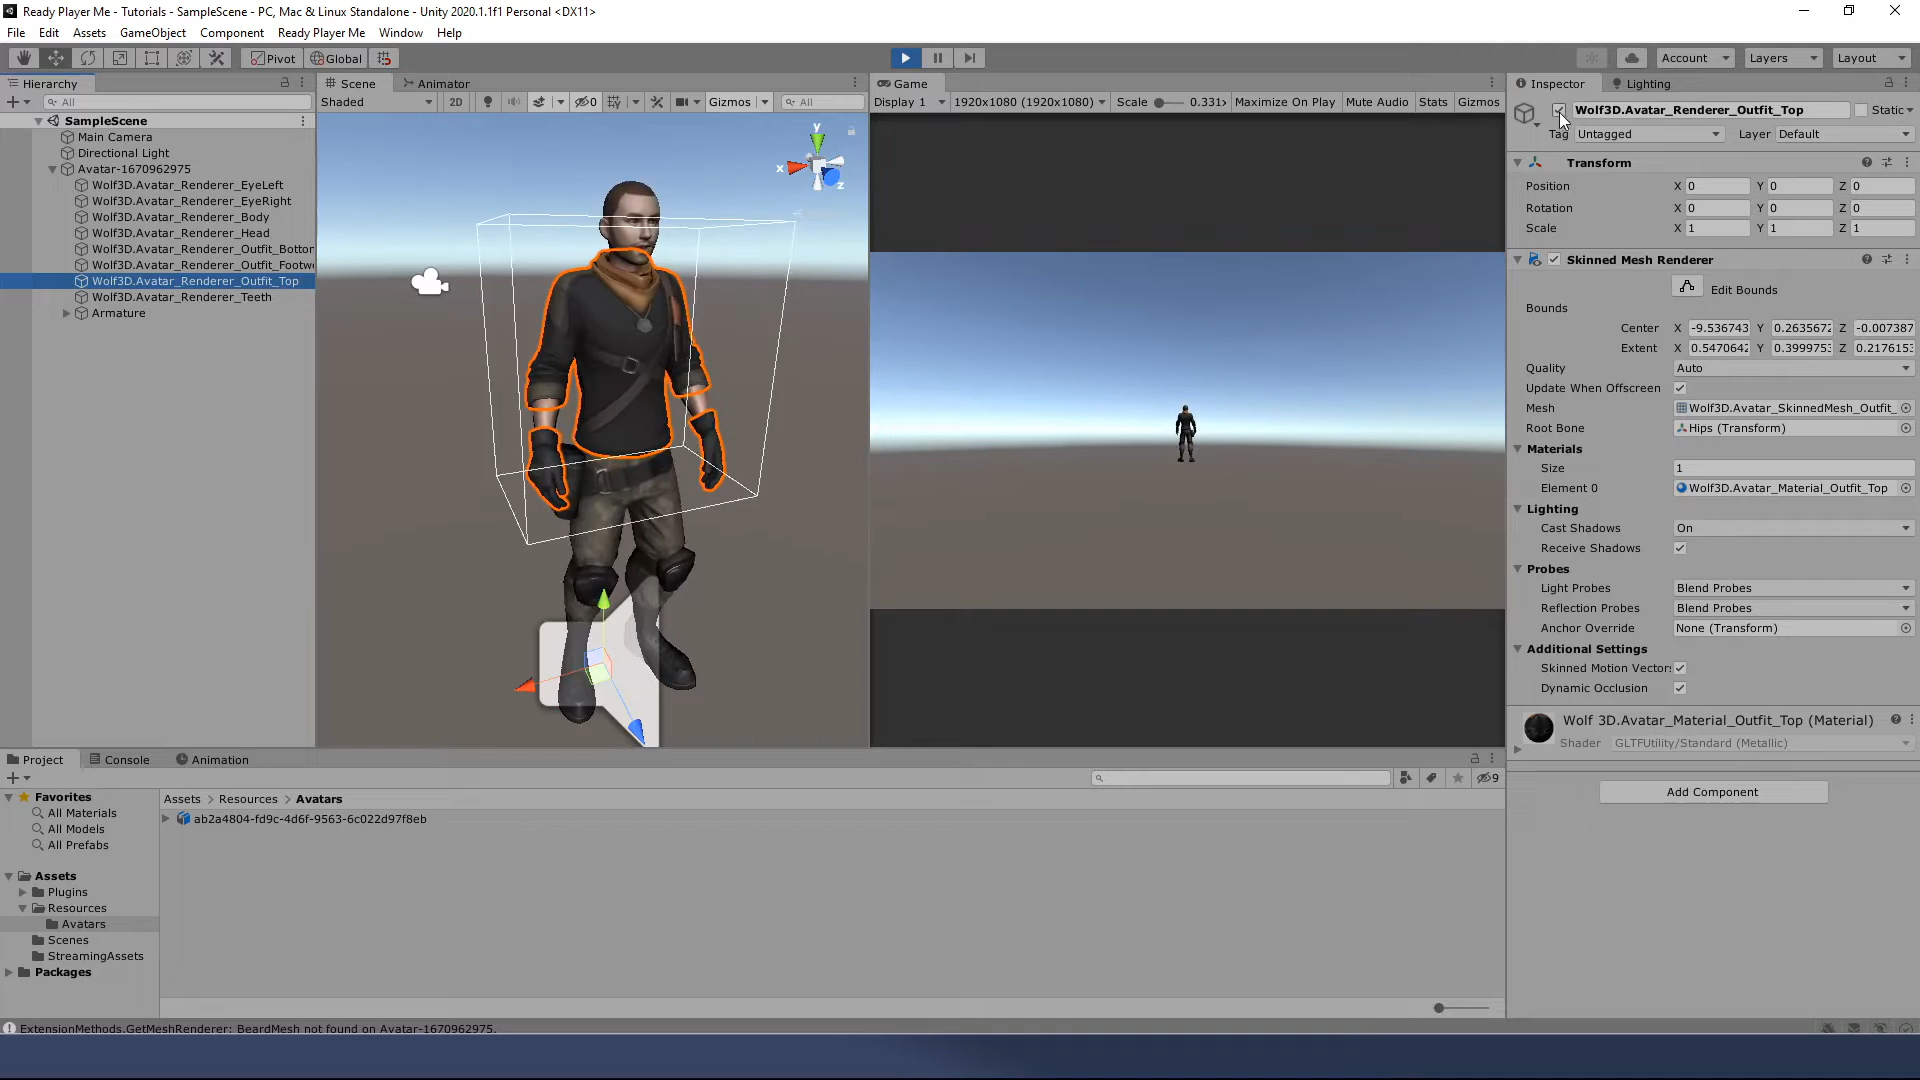 Ready Player Me - Tutorials - SampleScene - PC, Mac & Linux Standalone - Unity 2020.1.1f1 Personal <DX11>
File Edit Assets GameObject Component Ready Player Me Window Help
Pivot Global Account Layers Layout
Hierarchy
All
SampleScene
Main Camera
Directional Light
Avatar-1670962975
Wolf3D.Avatar_Renderer_EyeLeft
Wolf3D.Avatar_Renderer_EyeRight
Wolf3D.Avatar_Renderer_Body
Wolf3D.Avatar_Renderer_Head
Wolf3D.Avatar_Renderer_Outfit_Bottor
Wolf3D.Avatar_Renderer_Outfit_Footw
Wolf3D.Avatar_Renderer_Outfit_Top
Wolf3D.Avatar_Renderer_Teeth
Armature
Scene Animator
Shaded 2D 0 Gizmos All
y
x
z
Game
Display 1 1920x1080 (1920x1080) Scale 0.331x Maximize On Play Mute Audio Stats Gizmos
Inspector Lighting
Wolf3D.Avatar_Renderer_Outfit_Top Static
Tag Untagged Layer Default
Transform
Position X 0 Y 0 Z 0
Rotation X 0 Y 0 Z 0
Scale X 1 Y 1 Z 1
Skinned Mesh Renderer
Edit Bounds
Bounds
Center X -9.536743 Y 0.2635672 Z -0.007387
Extent X 0.5470642 Y 0.3999753 Z 0.2176153
Quality Auto
Update When Offscreen
Mesh Wolf3D.Avatar_SkinnedMesh_Outfit_
Root Bone Hips (Transform)
Materials
Size 1
Element 0 Wolf3D.Avatar_Material_Outfit_Top
Lighting
Cast Shadows On
Receive Shadows
Probes
Light Probes Blend Probes
Reflection Probes Blend Probes
Anchor Override None (Transform)
Additional Settings
Skinned Motion Vectors
Dynamic Occlusion
Wolf 3D.Avatar_Material_Outfit_Top (Material)
Shader GLTFUtility/Standard (Metallic)
Add Component
Project Console Animation
9
Favorites
All Materials
All Models
All Prefabs
Assets
Plugins
Resources
Avatars
Scenes
StreamingAssets
Packages
Assets > Resources > Avatars
ab2a4804-fd9c-4d6f-9563-6c022d97f8eb
ExtensionMethods.GetMeshRenderer: BeardMesh not found on Avatar-1670962975.